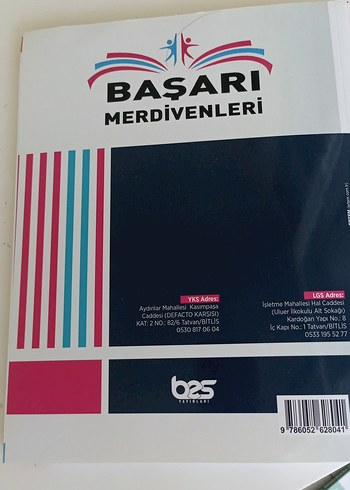 BAŞARI
MERDİVENLERİ
YKS Adres:
Aydınlar Mahallesi Kasımpaşa
Caddesi (DEFACTO KARŞISI)
KAT: 2 NO.: 82/6 Tatvan/BİTLİS
0530 817 06 04
LGS Adres:
İşletme Mahallesi Hal Caddesi
(Uluer İlkokulu Alt Sokağı)
Kardoğan Yapı No.: 8
İç Kapı No.: 1 Tatvan/BİTLİS
0533 195 52 77
bes
YAYINLARI
9 786052 628041